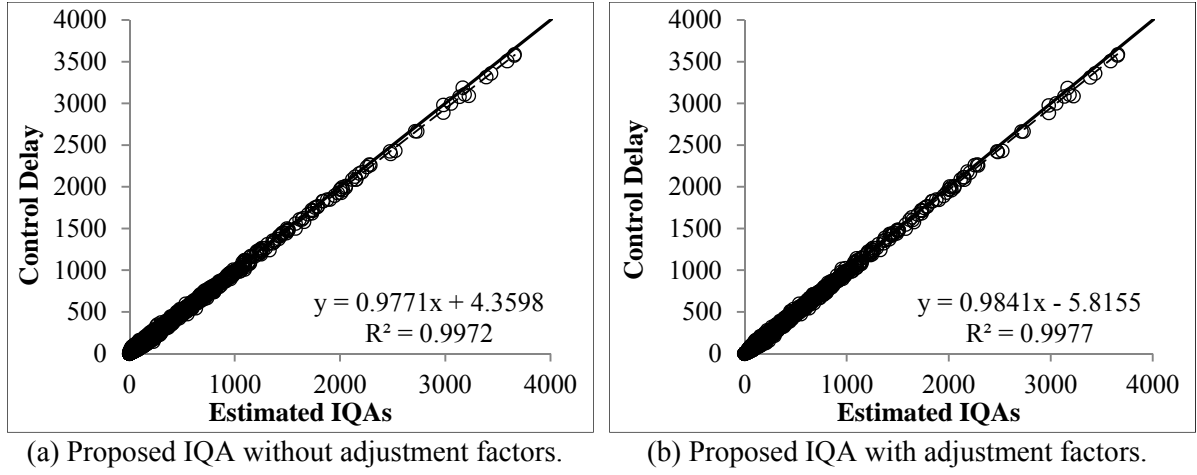 4000
3500
3000
2500
2000
1500
1000
500
0
Control Delay
y = 0.9771x + 4.3598
R² = 0.9972
0 1000 2000 3000 4000
Estimated IQAs
(a) Proposed IQA without adjustment factors.
4000
3500
3000
2500
2000
1500
1000
500
0
Control Delay
y = 0.9841x - 5.8155
R² = 0.9977
0 1000 2000 3000 4000
Estimated IQAs
(b) Proposed IQA with adjustment factors.